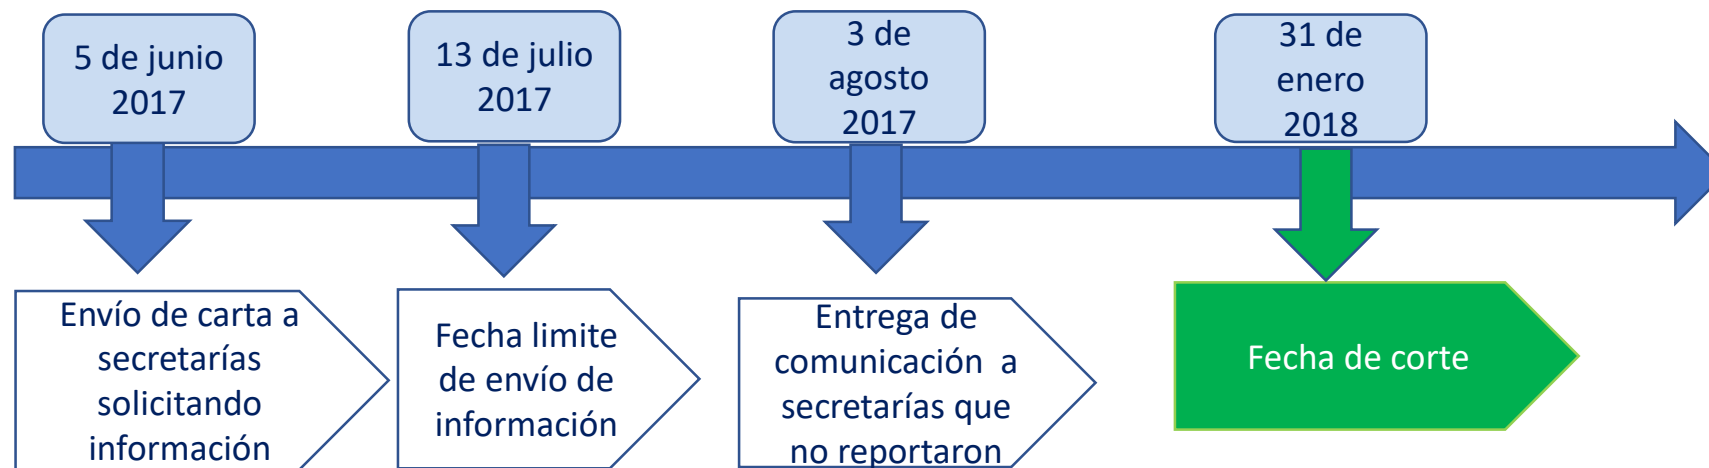 5 de junio
2017
13 de julio
2017
3 de
agosto
2017
31 de
enero
2018
Envío de carta a
secretarías
solicitando
información
Fecha limite
de envío de
información
Entrega de
comunicación a
secretarías que
no reportaron
Fecha de corte